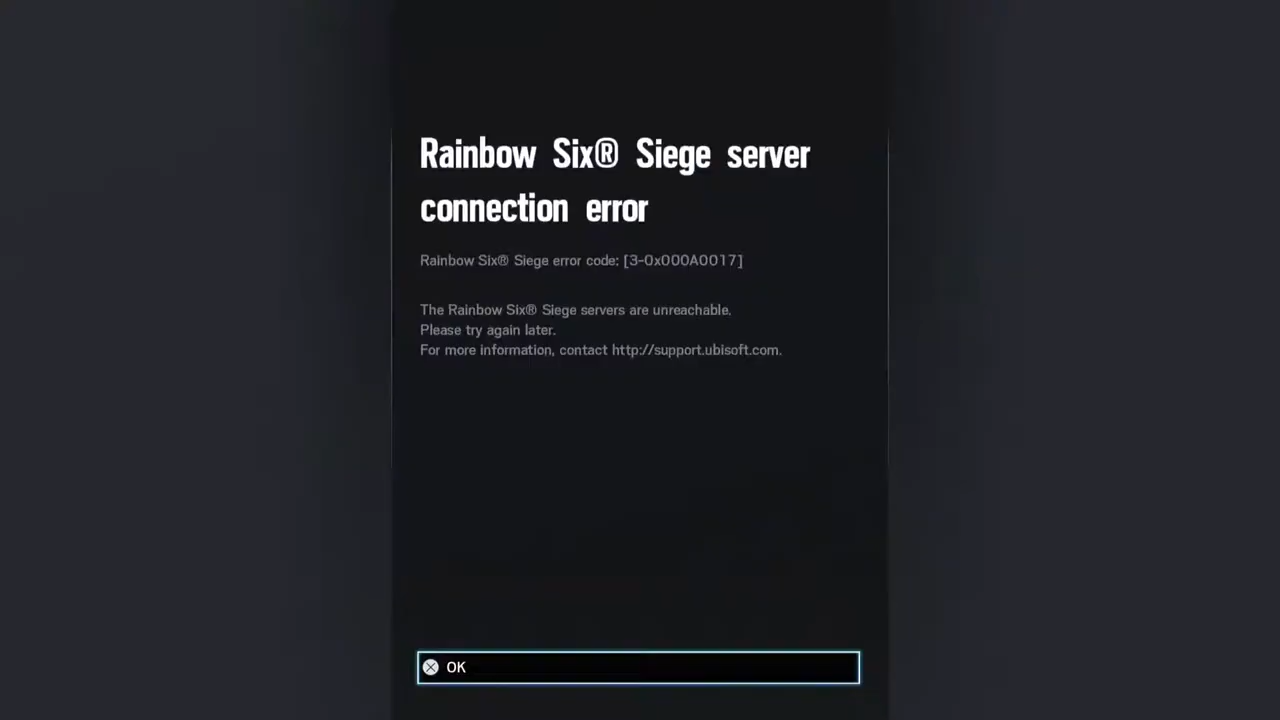 Rainbow Six® Siege server
connection error
Rainbow Six® Siege error code: [3-0x000A0017]
The Rainbow Six® Siege servers are unreachable.
Please try again later.
For more information, contact http://support.ubisoft.com.
OK